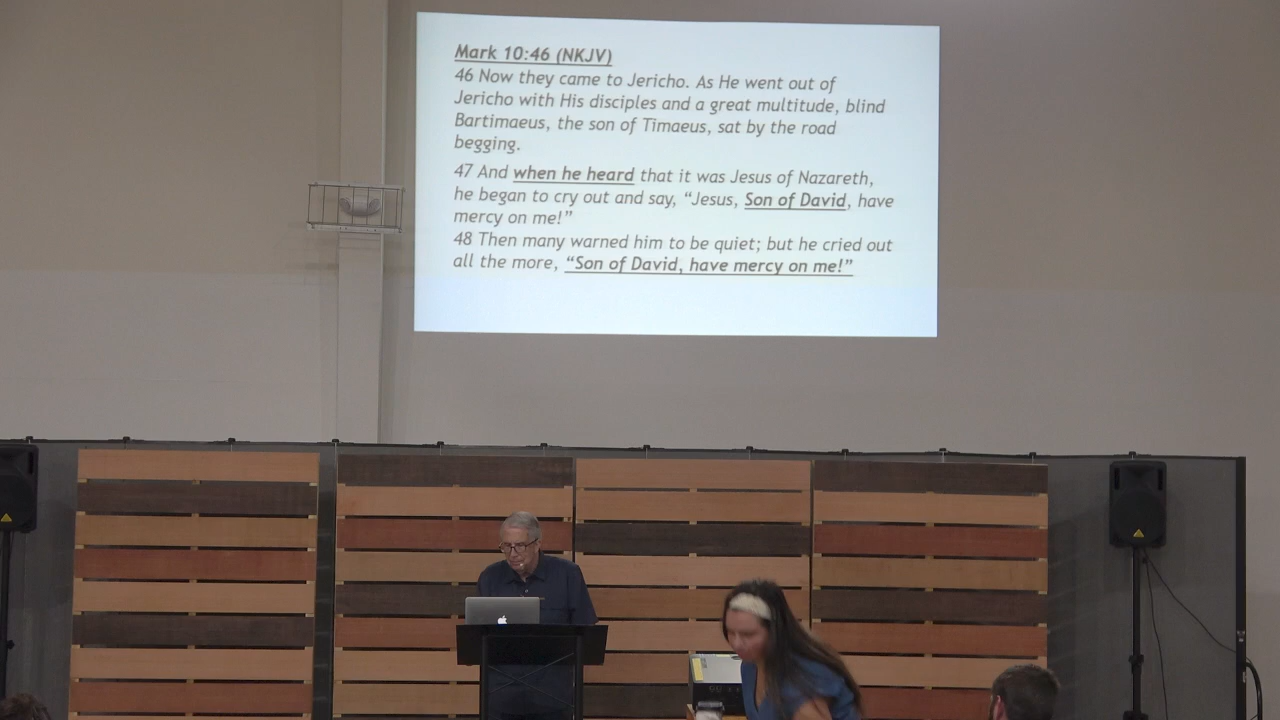 Mark 10:46 (NKJV)
46 Now they came to Jericho. As He went out of
Jericho with His disciples and a great multitude, blind
Bartimaeus, the son of Timaeus, sat by the road
begging.
47 And when he heard that it was Jesus of Nazareth,
he began to cry out and say, “Jesus, Son of David, have
mercy on me!”
48 Then many warned him to be quiet; but he cried out
all the more, “Son of David, have mercy on me!”